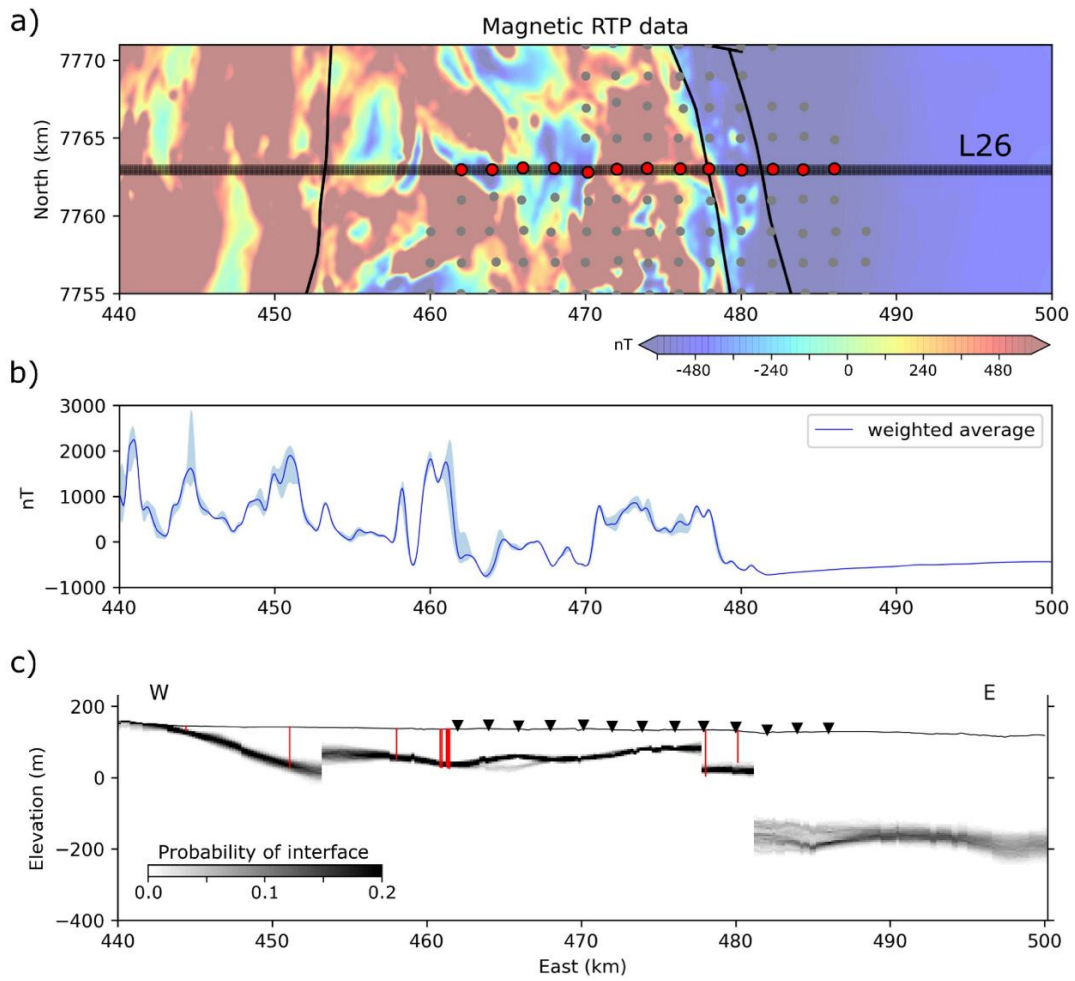 a)
Magnetic RTP data
North (km)
7770
7765
7760
7755
L26
440 450 460 470 480 490 500
nT
-480 -240 0 240 480
b)
nT
3000
2000
1000
0
−1000
weighted average
440 450 460 470 480 490 500
c)
W E
Elevation (m)
200
0
−200
−400
Probability of interface
0.0 0.1 0.2
440 450 460 470 480 490 500
East (km)